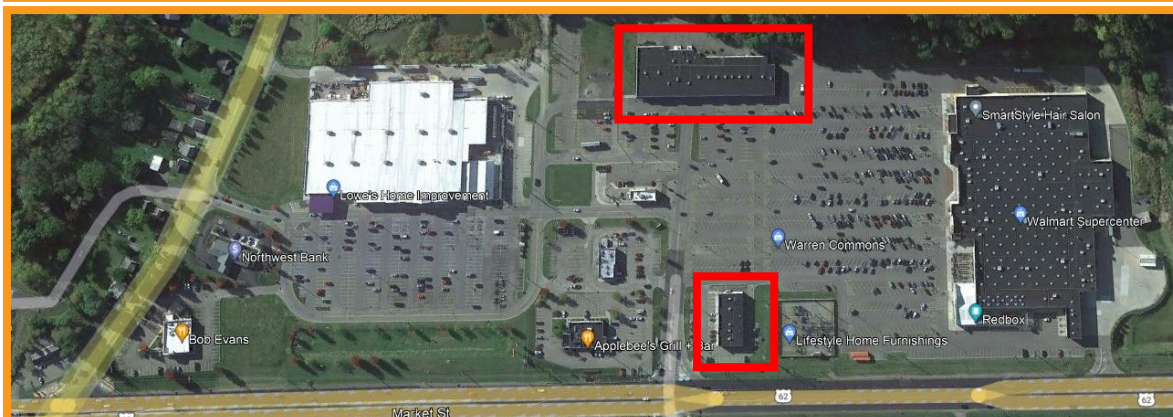 SmartStyle Hair Salon
Lowe's Home Improvement
Walmart Supercenter
Northwest Bank
Warren Commons
Redbox
Bob Evans
Applebee's Grill + Bar
Lifestyle Home Furnishings
62
62
Market St